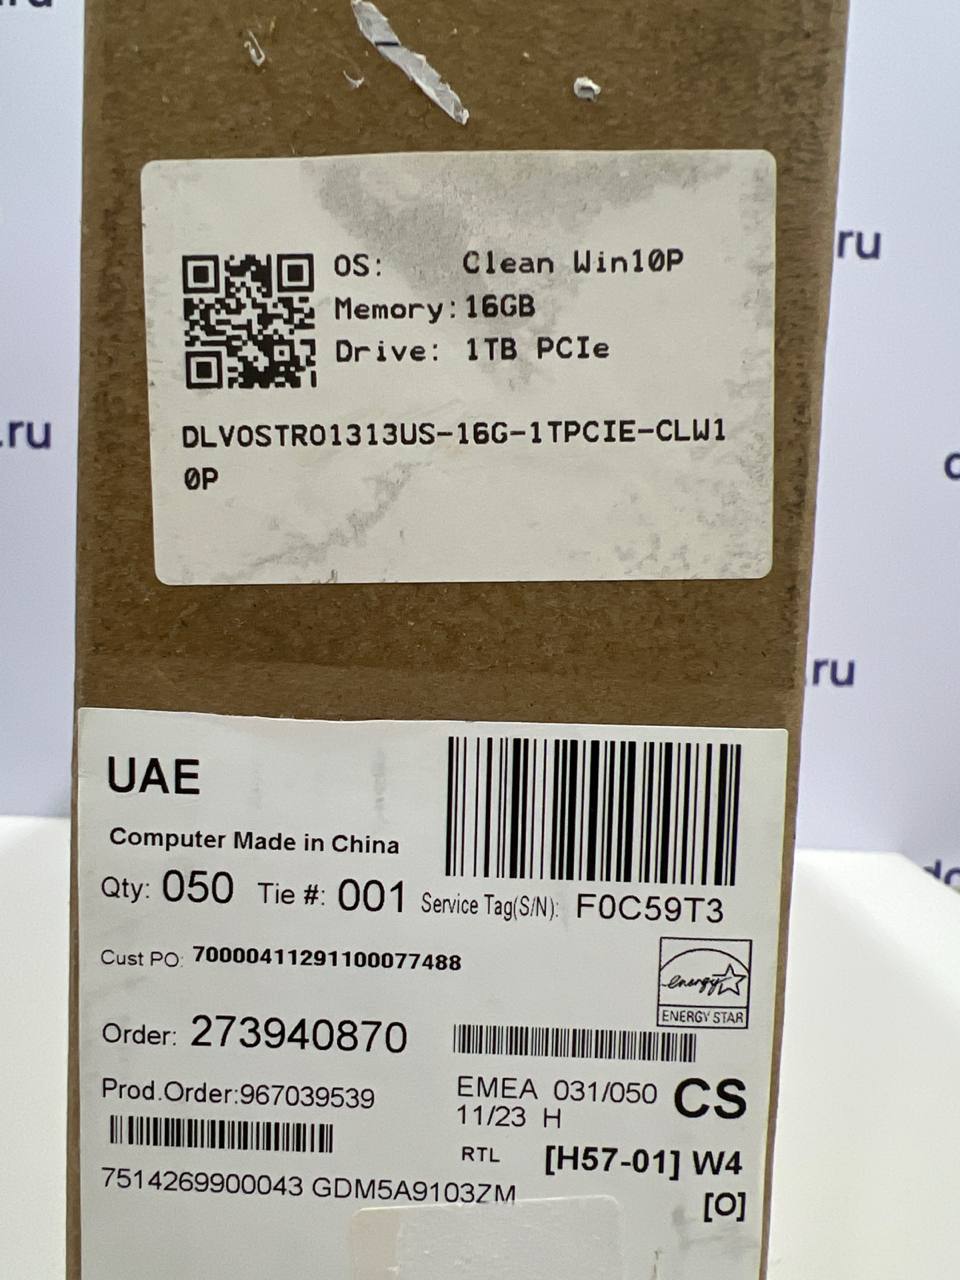 OS: Clean Win10P
Memory: 16GB
Drive: 1TB PCIe
DLVOSTRO1313US-16G-1TPCIE-CLW1
0P
UAE
Computer Made in China
Qty: 050 Tie #: 001 Service Tag(S/N): F0C59T3
Cust PO: 70000411291100077488
energy
ENERGY STAR
Order: 273940870
Prod.Order:967039539
EMEA 031/050 CS
11/23 H
RTL [H57-01] W4
7514269900043 GDM5A9103ZM
[O]
ru
.ru
.ru